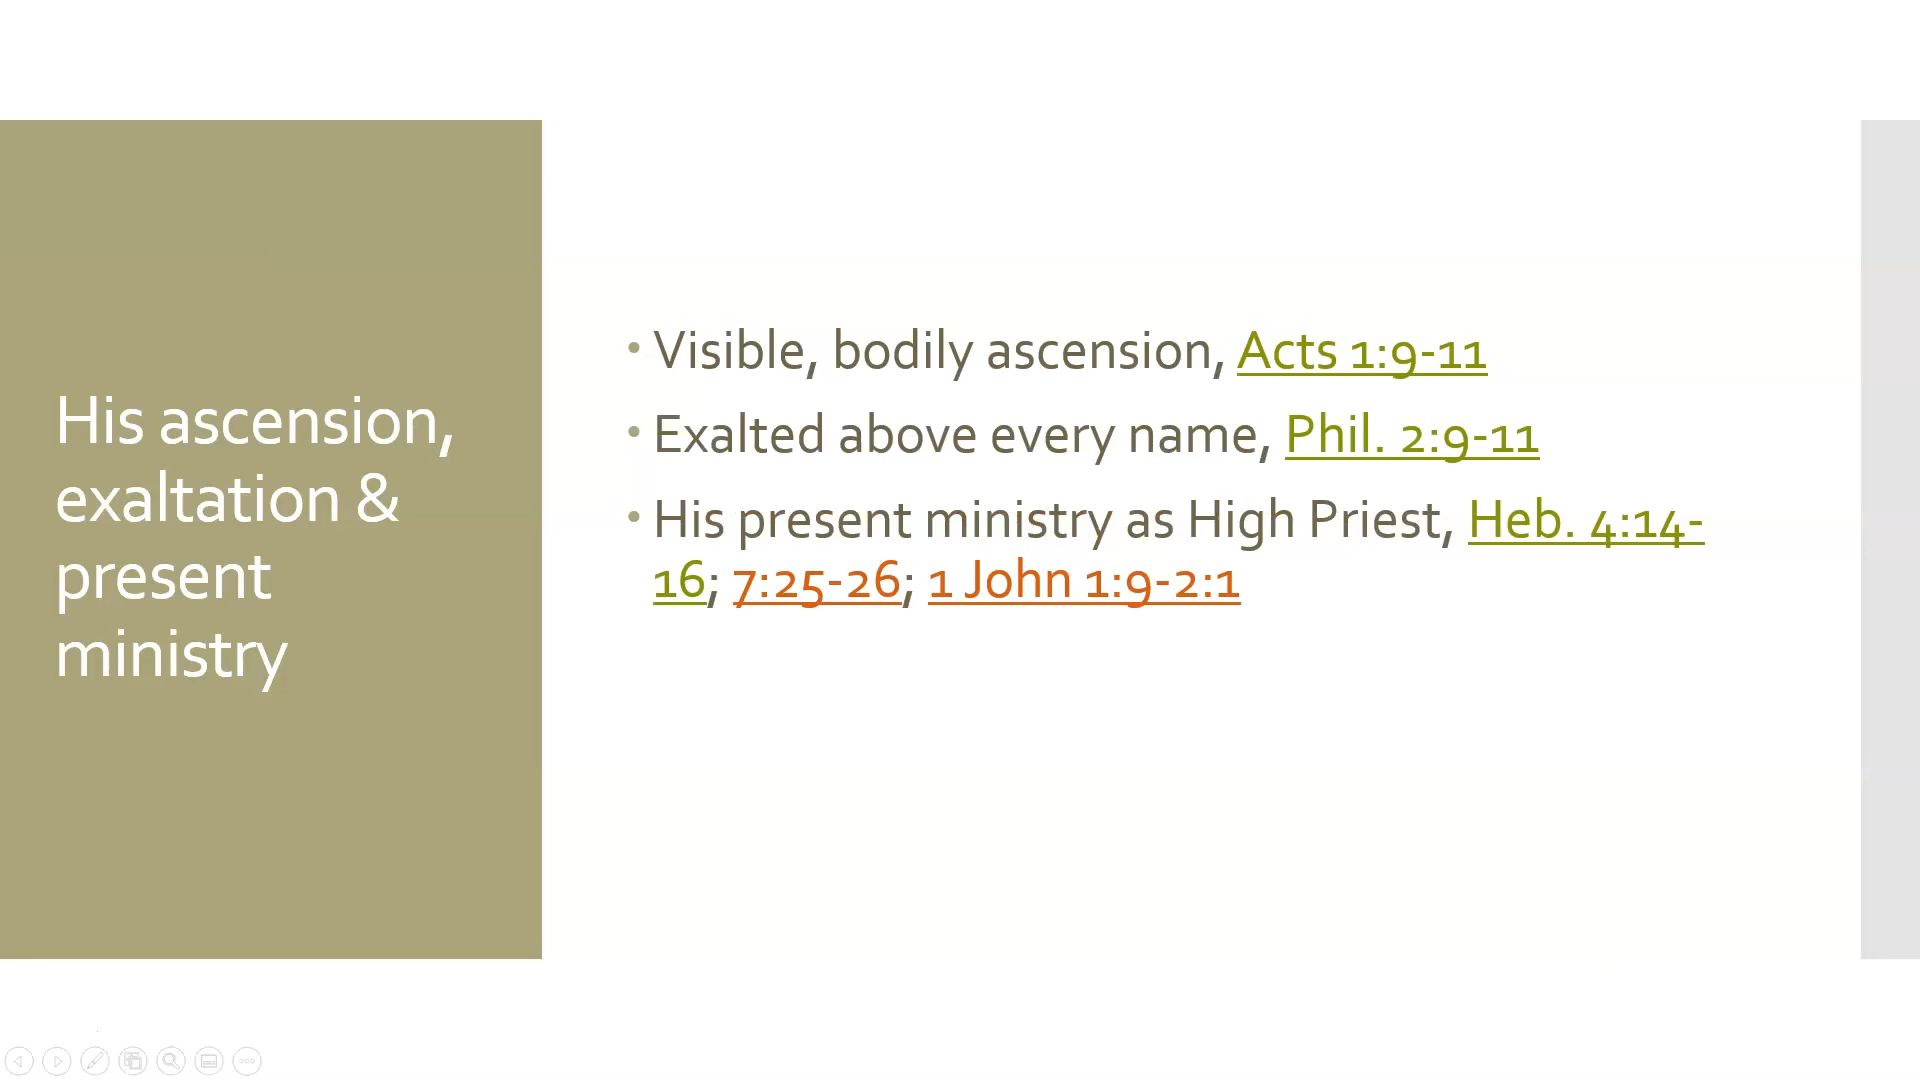 His ascension,
exaltation &
present
ministry
• Visible, bodily ascension, Acts 1:9-11
• Exalted above every name, Phil. 2:9-11
• His present ministry as High Priest, Heb. 4:14-
16; 7:25-26; 1 John 1:9-2:1